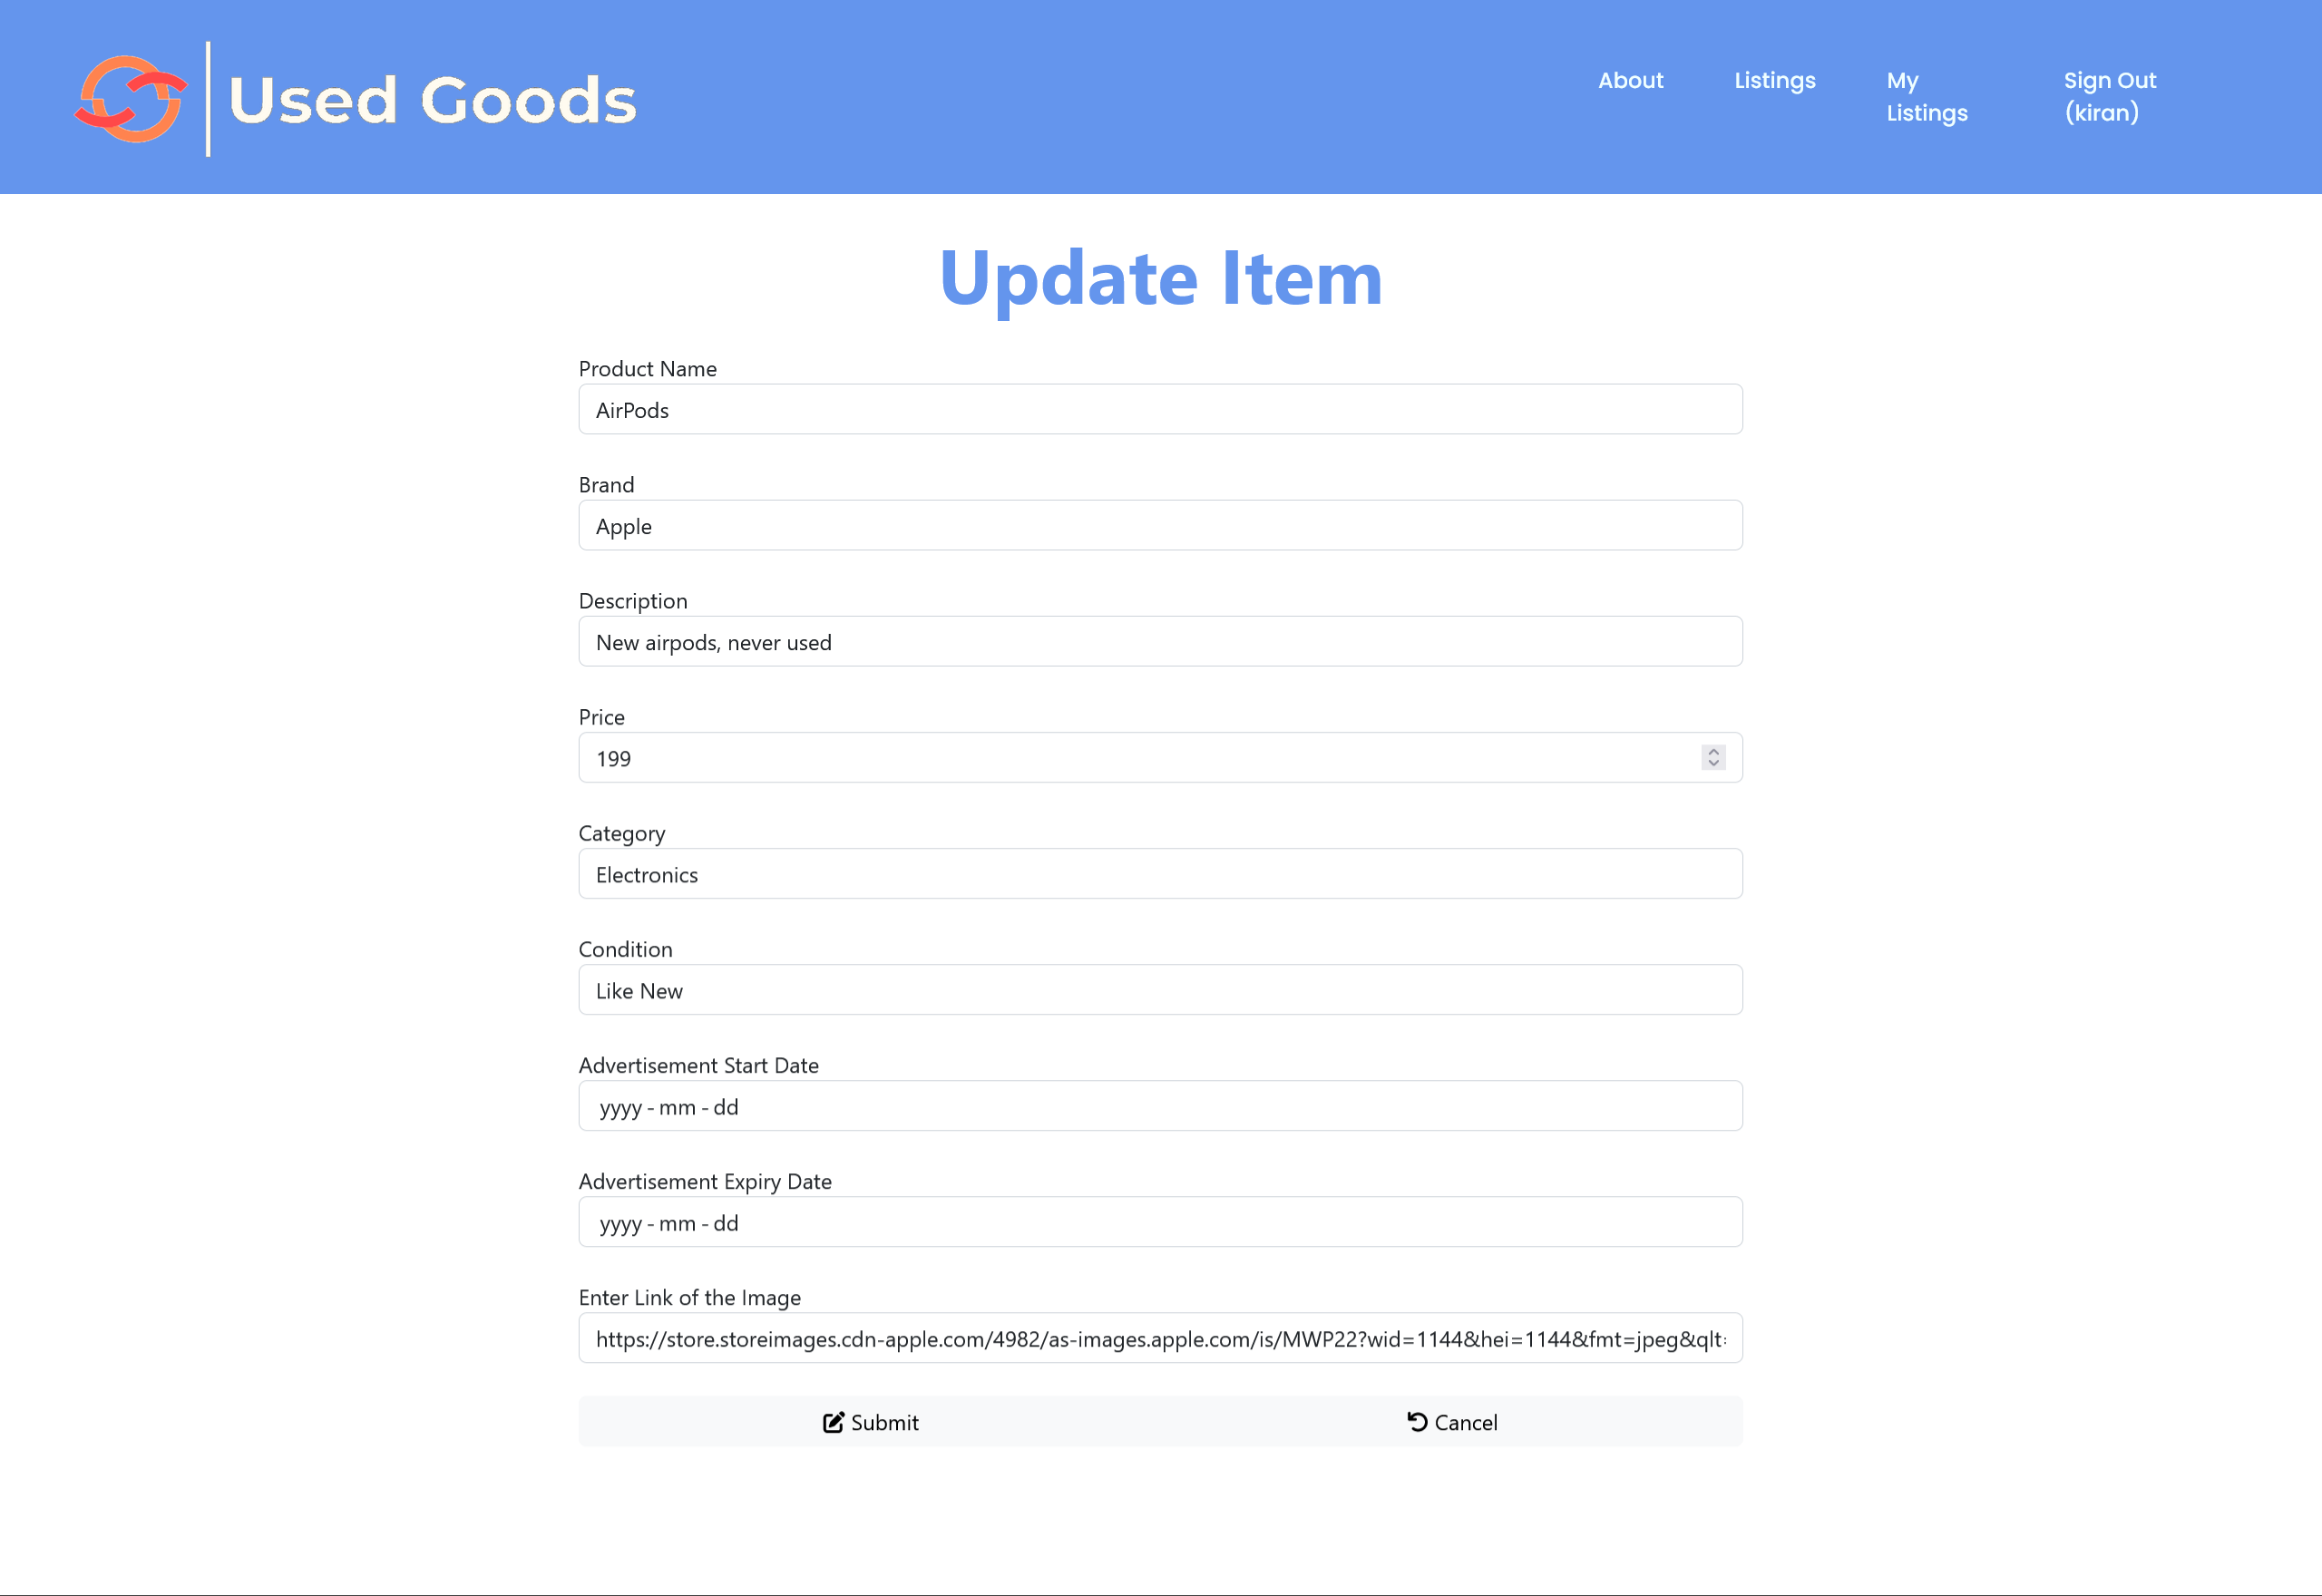 Used Goods
About
Listings
My
Listings
Sign Out
(kiran)
Update Item
Product Name
AirPods
Brand
Apple
Description
New airpods, never used
Price
199
Category
Electronics
Condition
Like New
Advertisement Start Date
yyyy - mm - dd
Advertisement Expiry Date
yyyy - mm - dd
Enter Link of the Image
https://store.storeimages.cdn-apple.com/4982/as-images.apple.com/is/MWP22?wid=1144&hei=1144&fmt=jpeg&qlt=
Submit
Cancel